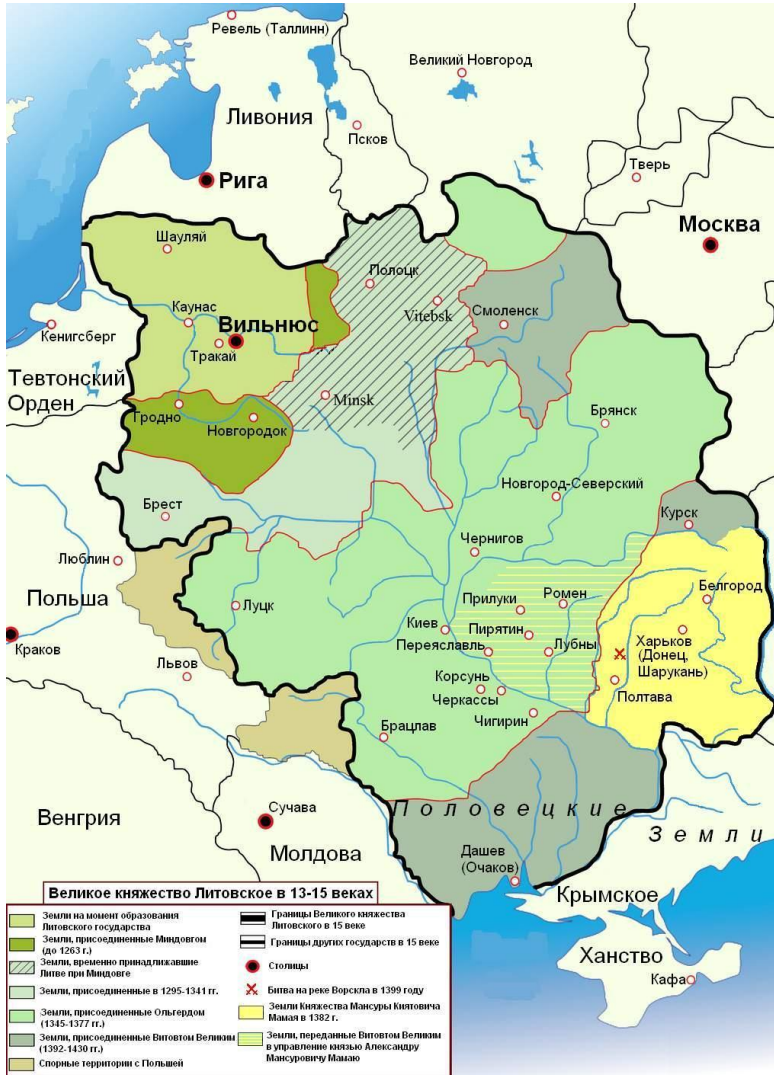 Ревель (Таллинн)
Великий Новгород
Ливония
Псков
Рига
Тверь
Москва
Шауляй
Полоцк
Vitebsk
Смоленск
Каунас
Вильнюс
Тракай
Кенигсберг
Тевтонский
Орден
Minsk
Гродно
Новгородок
Брянск
Новгород-Северский
Брест
Курск
Чернигов
Люблин
Белгород
Польша
Луцк
Прилуки
Ромен
Киев
Пирятин
Харьков
(Донец,
Шарукань)
Переяславль
Лубны
Краков
Львов
Корсунь
Полтава
Черкассы
Чигирин
Брацлав
Половецкие
Земли
Сучава
Венгрия
Молдова
Дашев
(Очаков)
Крымское
Ханство
Кафа
Великое княжество Литовское в 13-15 веках
Земли на момент образования
Литовского государства
Земли, присоединенные Миндовгом
(до 1263 г.)
Земли, временно принадлежавшие
Литве при Миндовге
Земли, присоединенные в 1295-1341 гг.
Земли, присоединенные Ольгердом
(1345-1377 гг.)
Земли, присоединенные Витовтом Великим
(1392-1430 гг.)
Спорные территории с Польшей
Границы Великого княжества
Литовского в 15 веке
Границы других государств в 15 веке
Столицы
Битва на реке Ворскла в 1399 году
Земли Княжества Мансуры Киятовича
Мамая в 1382 г.
Земли, переданные Витовтом Великим
в управление князю Александру
Мансуровичу Мамаю